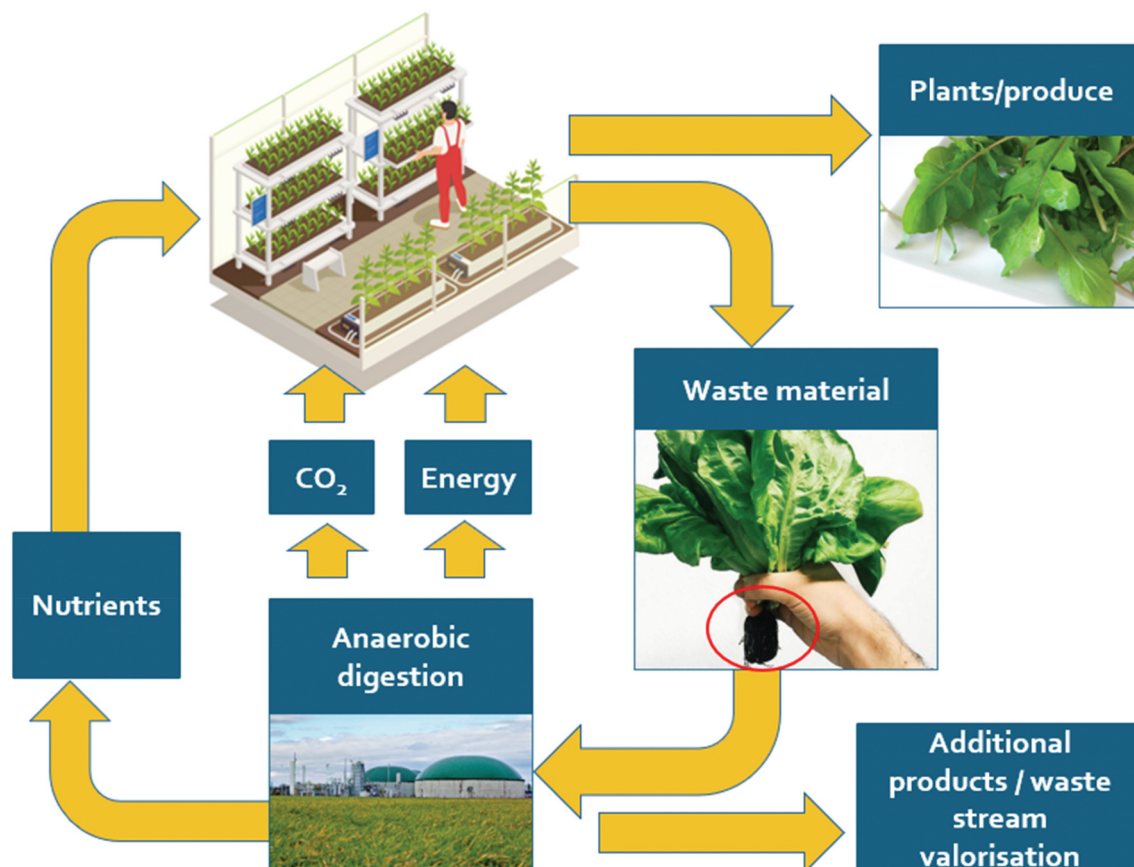 Plants/produce
Waste material
CO₂
Energy
Nutrients
Anaerobic
digestion
Additional
products / waste
stream
valorisation